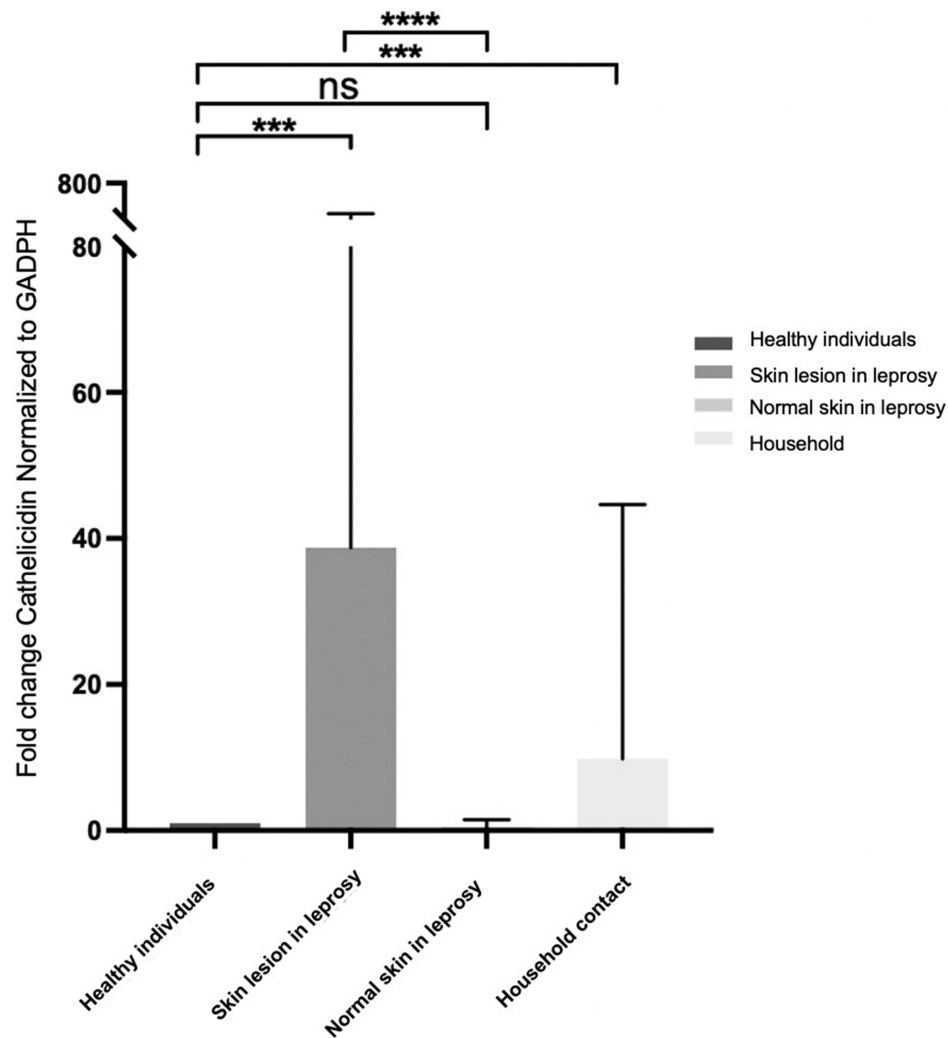 ****
***
ns
***
800
80
60
40
20
0
Fold change Cathelicidin Normalized to GADPH
Healthy individuals
Skin lesion in leprosy
Normal skin in leprosy
Household
Healthy individuals
Skin lesion in leprosy
Normal skin in leprosy
Household contact